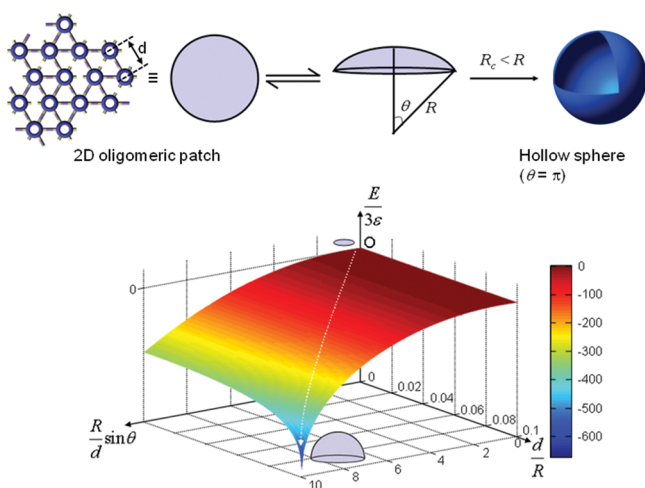 d
≡
θ
R
R_c < R
2D oligomeric patch
Hollow sphere
(θ = π)
E
3ε
O
0
0
-100
-200
-300
-400
-500
-600
0
0.02
0.04
0.06
0.08
0.1
0
2
4
6
8
10
R
d
sinθ
d
R